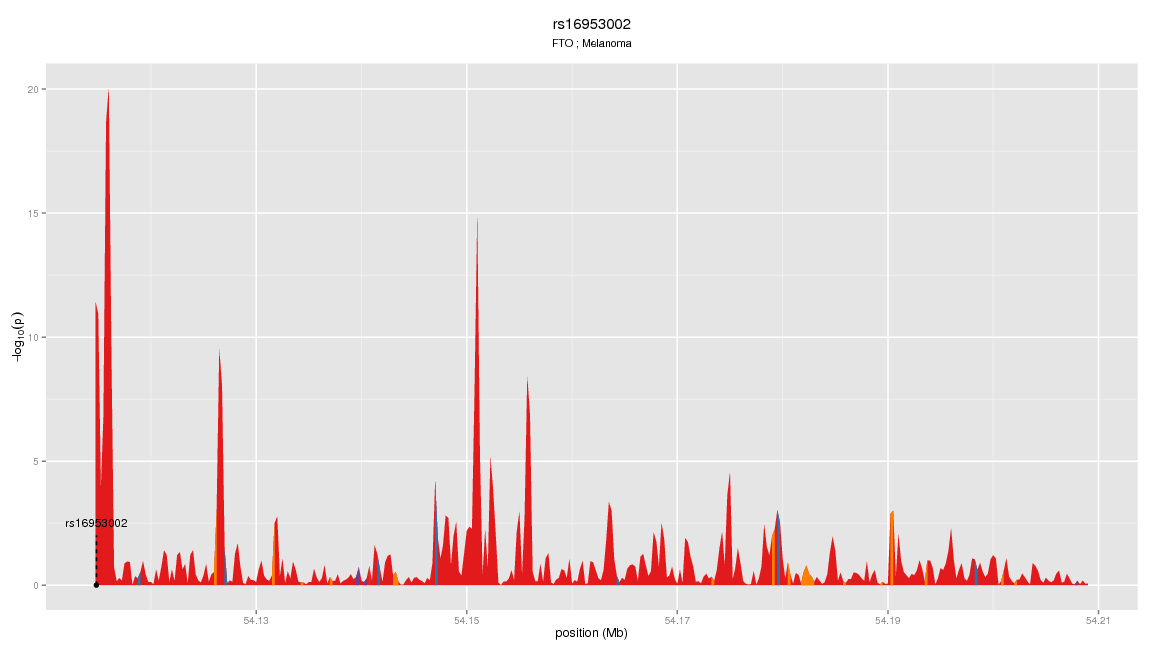 rs16953002
FTO ; Melanoma
20
15
10
5
0
−log10(p)
rs16953002
54.13
54.15
54.17
54.19
54.21
position (Mb)